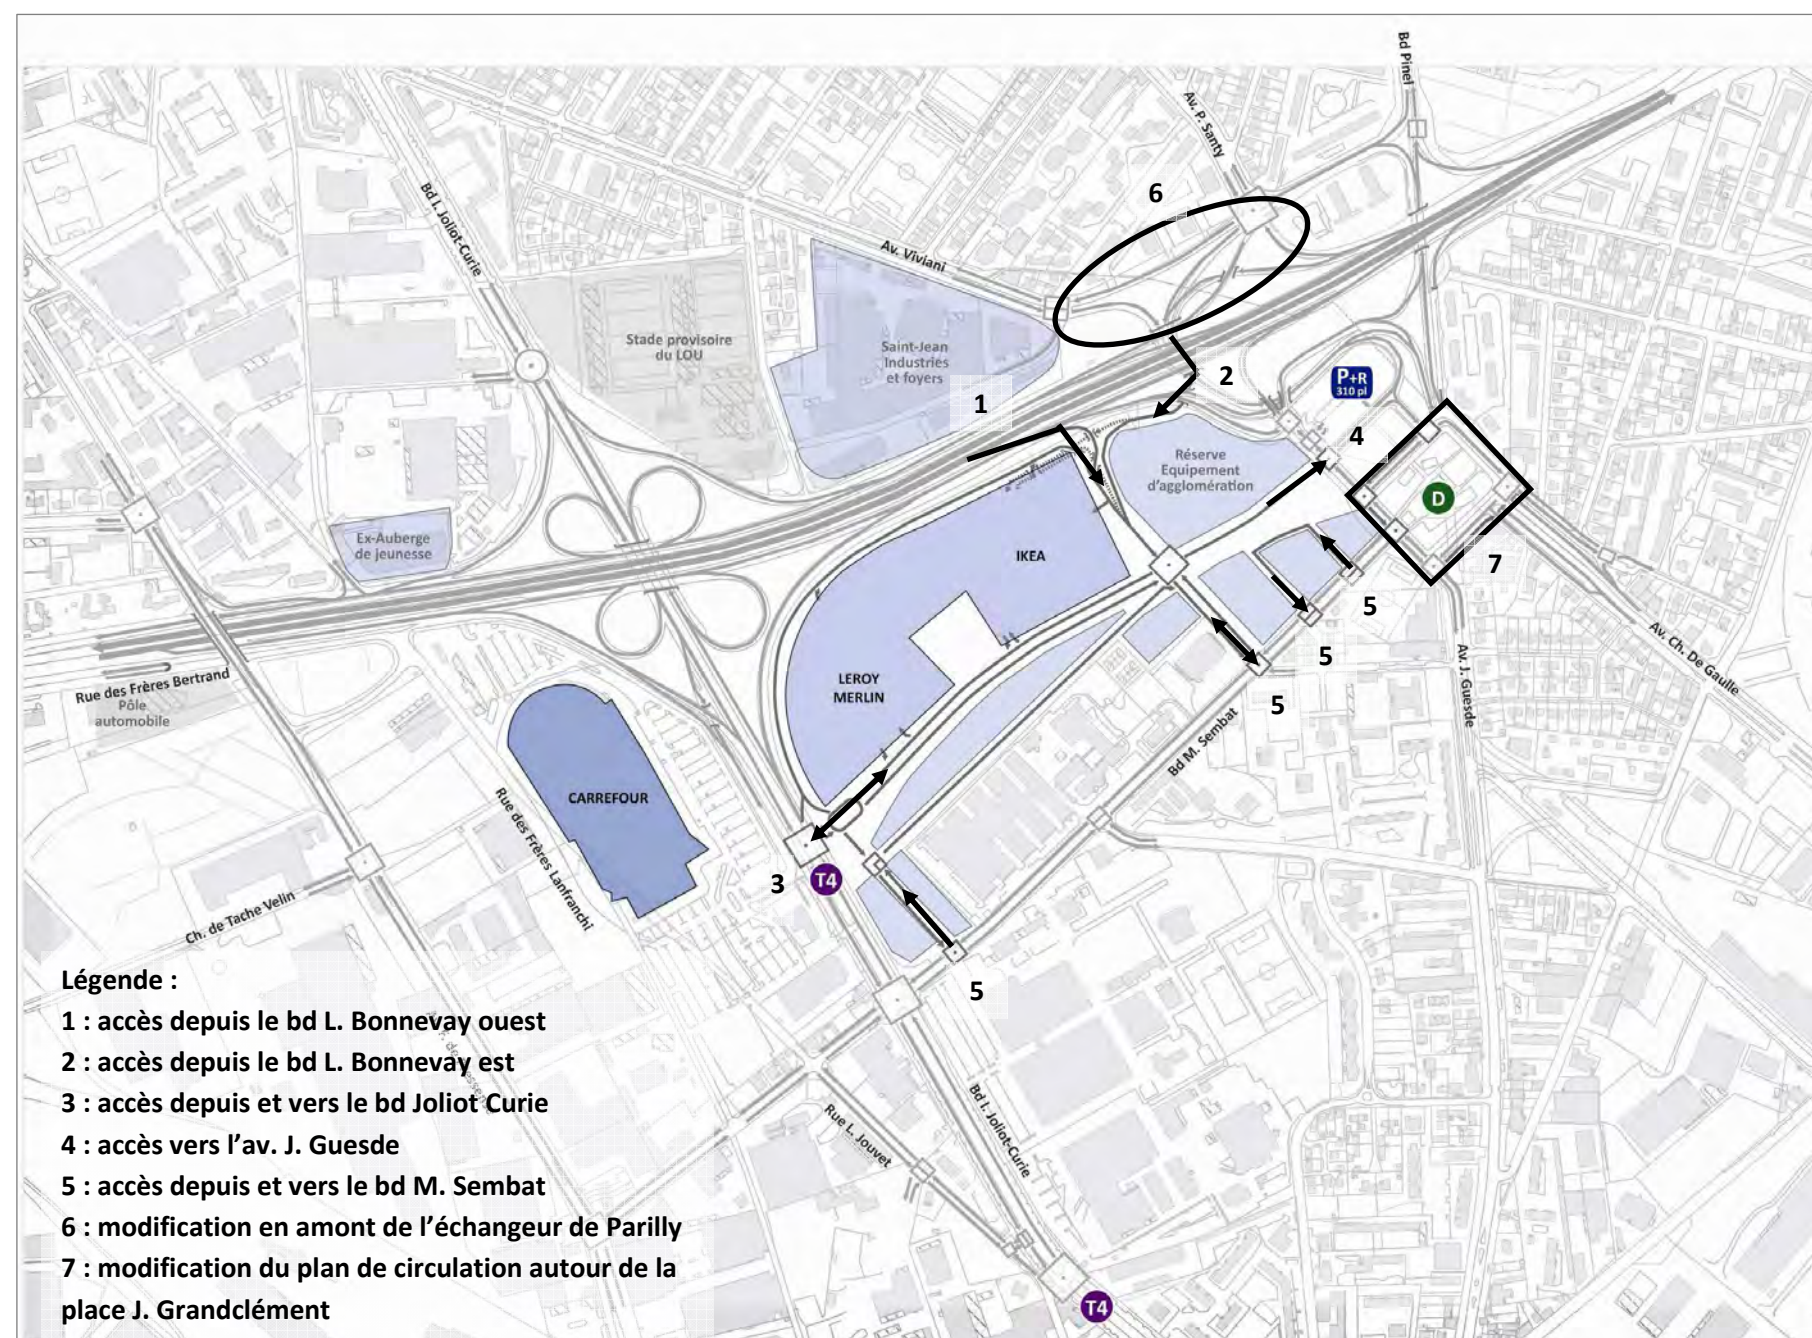 Bd Pinel
Av. P. Santy
6
Bd I. Joliot-Curie
Av. Viviani
Stade provisoire
du LOU
Saint-Jean
Industries
et foyers
1
2
P+R
310 pl
4
Réserve
Equipement
d'agglomération
D
Ex-Auberge
de jeunesse
IKEA
7
5
5
5
Av. Ch. De Gaulle
Av. J. Guesde
Rue des Frères Bertrand
Pôle
automobile
LEROY
MERLIN
Bd M. Sembat
CARREFOUR
Rue des Frères Lanfranchi
3
T4
Ch. de Tache Velin
5
Rue L. Jouvet
Bd I. Joliot-Curie
T4
Légende :
1 : accès depuis le bd L. Bonnevay ouest
2 : accès depuis le bd L. Bonnevay est
3 : accès depuis et vers le bd Joliot Curie
4 : accès vers l'av. J. Guesde
5 : accès depuis et vers le bd M. Sembat
6 : modification en amont de l'échangeur de Parilly
7 : modification du plan de circulation autour de la
place J. Grandclément